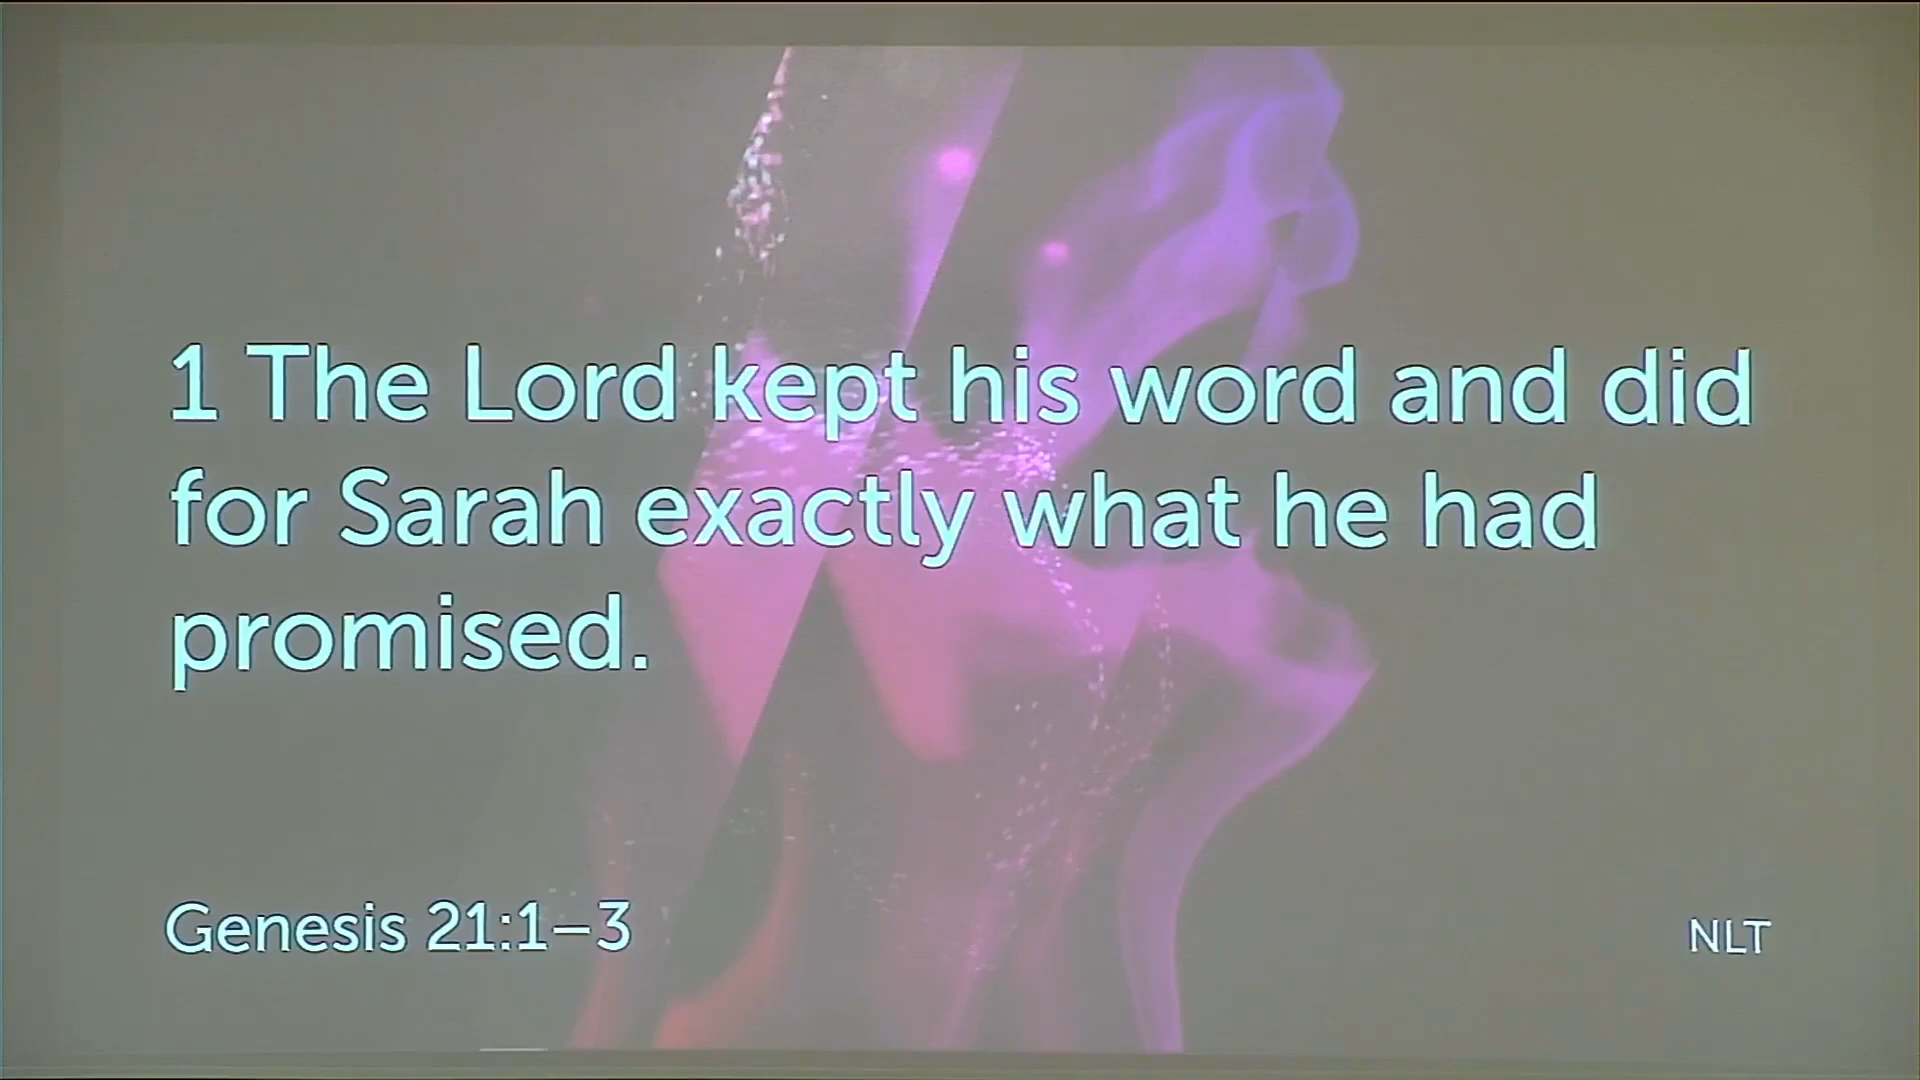 1 The Lord kept his word and did
for Sarah exactly what he had
promised.
Genesis 21:1–3
NLT